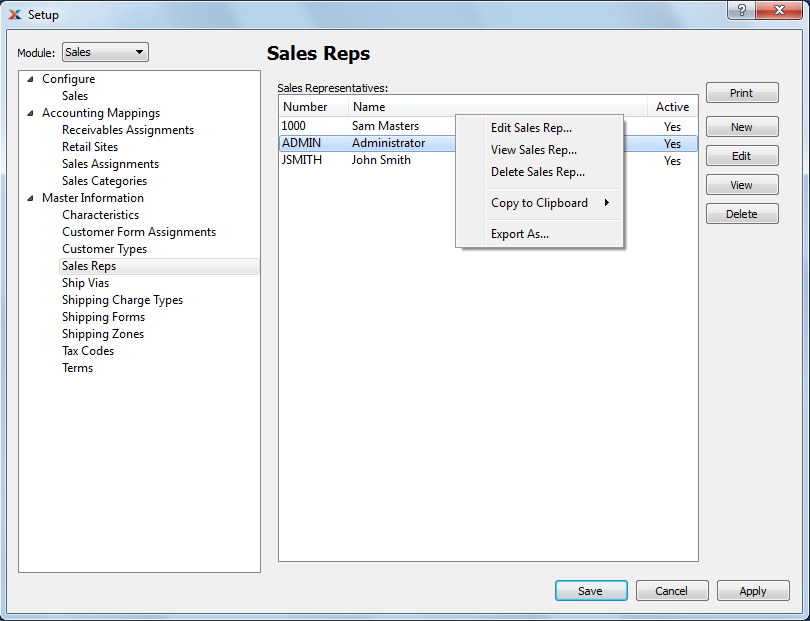 Setup
?
Module: Sales
Configure
Sales
Accounting Mappings
Receivables Assignments
Retail Sites
Sales Assignments
Sales Categories
Master Information
Characteristics
Customer Form Assignments
Customer Types
Sales Reps
Ship Vias
Shipping Charge Types
Shipping Forms
Shipping Zones
Tax Codes
Terms
Sales Reps
Sales Representatives:
Number Name Active
1000 Sam Masters Yes
ADMIN Administrator Yes
JSMITH John Smith Yes
Edit Sales Rep...
View Sales Rep...
Delete Sales Rep...
Copy to Clipboard
Export As...
Print
New
Edit
View
Delete
Save Cancel Apply